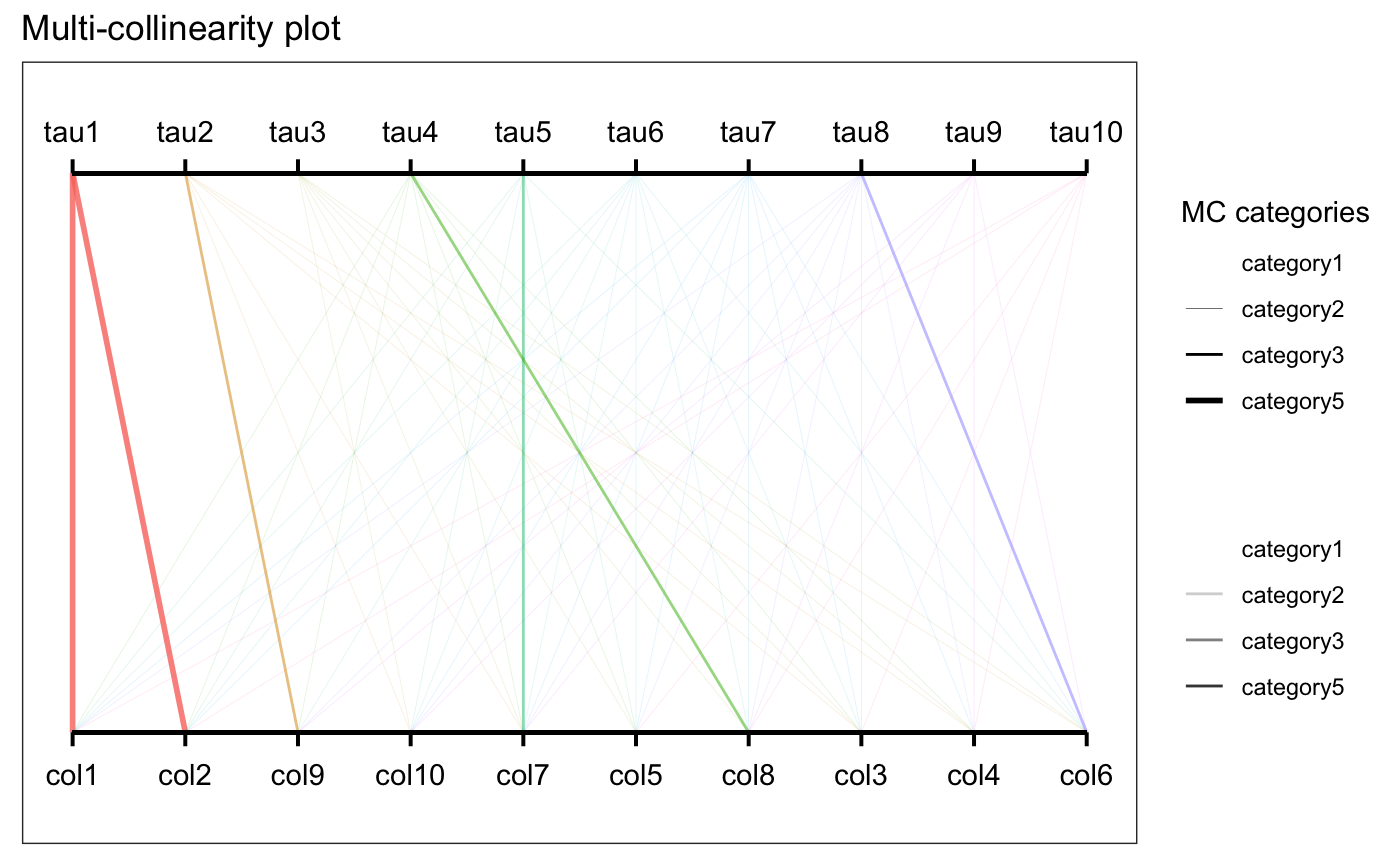 Multi-collinearity plot
tau1 tau2 tau3 tau4 tau5 tau6 tau7 tau8 tau9 tau10
col1 col2 col9 col10 col7 col5 col8 col3 col4 col6
MC categories
category1
category2
category3
category5
category1
category2
category3
category5